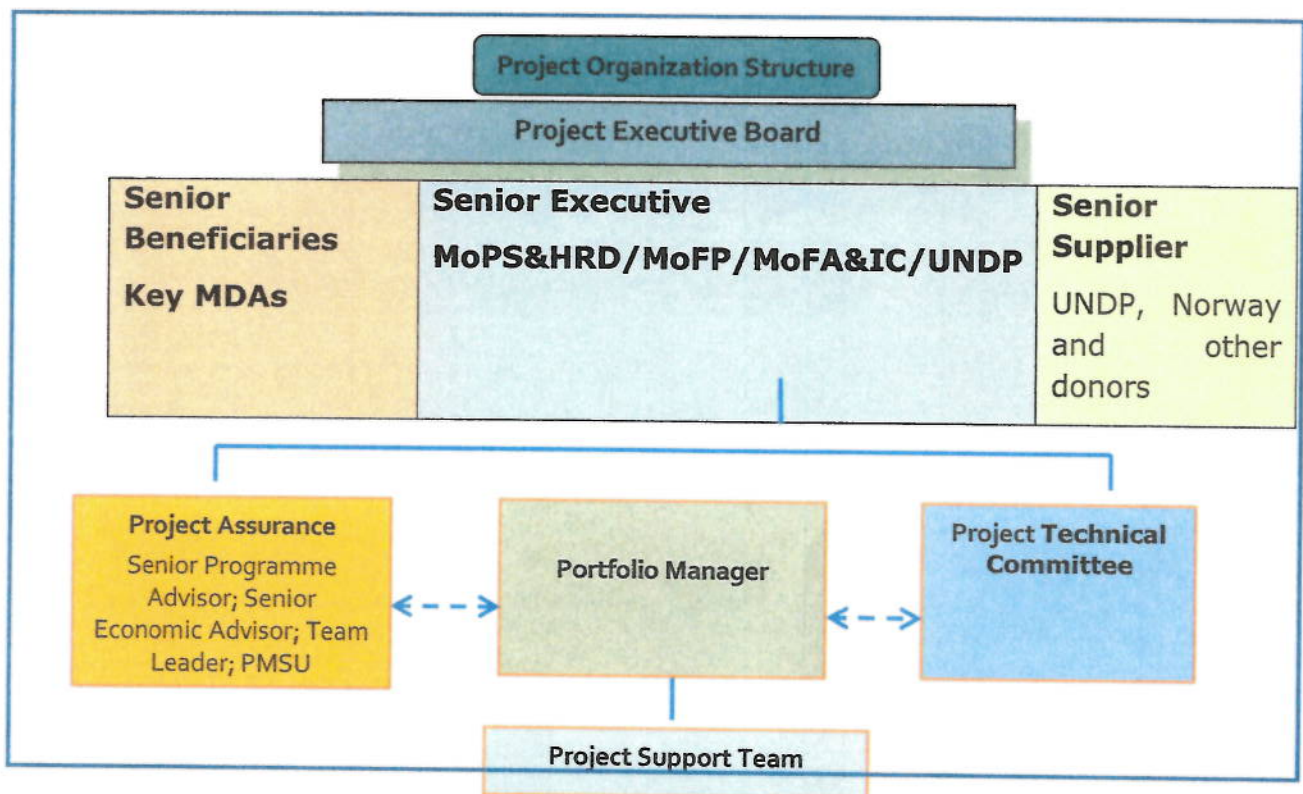 Project Organization Structure
Project Executive Board
Senior
Beneficiaries
Key MDAs
Senior Executive
MoPS&HRD/MoFP/MoFA&IC/UNDP
Senior
Supplier
UNDP, Norway
and other
donors
Project Assurance
Senior Programme
Advisor; Senior
Economic Advisor; Team
Leader; PMSU
Portfolio Manager
Project Technical
Committee
Project Support Team